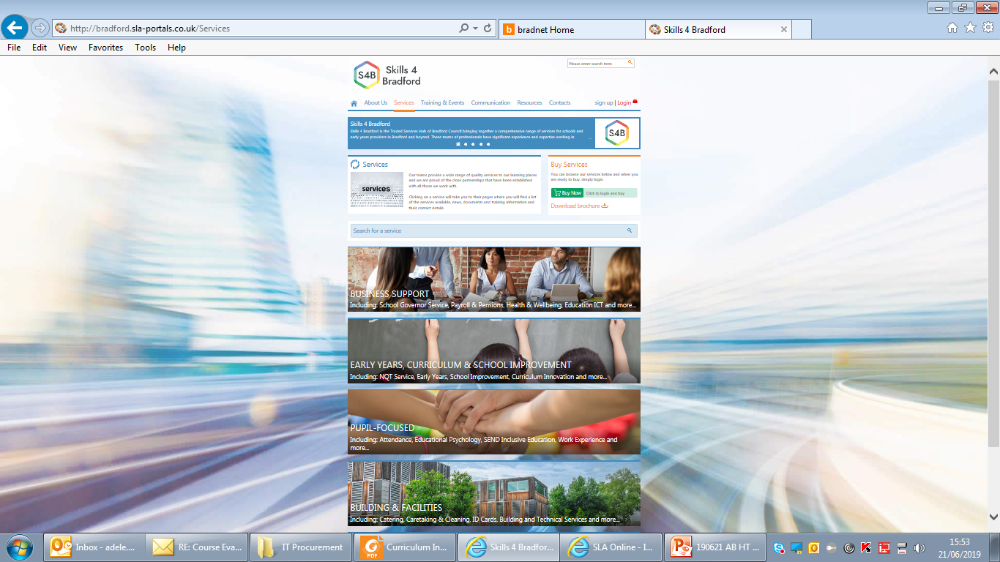 http://bradford.sla-portals.co.uk/Services
bradnet Home
Skills 4 Bradford
File Edit View Favorites Tools Help
S4B
Skills 4
Bradford
Please enter search term
About Us Services Training & Events Communication Resources Contacts
sign up | Login
Skills 4 Bradford
Skills 4 Bradford is the Traded Services Hub of Bradford Council bringing together a comprehensive range of services for schools and
early years providers in Bradford and beyond. These teams of professionals have significant experience and expertise working in ...
S4B
Services
services
Our teams provide a wide range of quality services to our learning places
and we are proud of the close partnerships that have been established
with all those we work with.
Clicking on a service will take you to their pages where you will find a list
of the services available, news, documents and training information and
their contact details.
Buy Services
You can browse our services below and when you
are ready to buy, simply login.
Buy Now Click to login and buy
Download brochure
Search for a service
BUSINESS SUPPORT
Including: School Governor Service, Payroll & Pensions, Health & Wellbeing, Education ICT and more...
EARLY YEARS, CURRICULUM & SCHOOL IMPROVEMENT
Including: NQT Service, Early Years, School Improvement, Curriculum Innovation and more...
PUPIL-FOCUSED
Including: Attendance, Educational Psychology, SEND Inclusive Education, Work Experience and
more...
BUILDING & FACILITIES
Including: Catering, Caretaking & Cleaning, ID Cards, Building and Technical Services and more...
Inbox - adele....
RE: Course Eva...
IT Procurement
PDF
Curriculum In...
Skills 4 Bradfor...
SLA Online - I...
190621 AB HT ...
15:53
21/06/2019